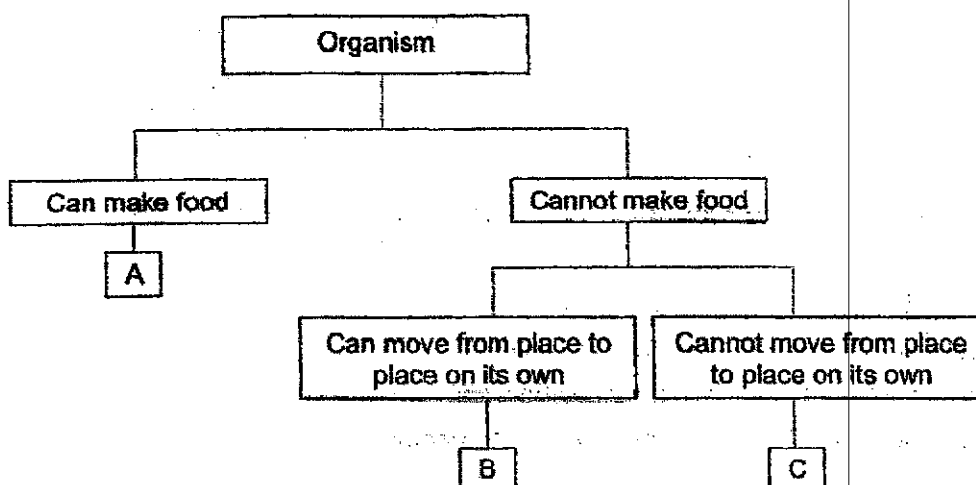 Organism
Can make food
Cannot make food
A
Can move from place to
place on its own
Cannot move from place
to place on its own
B
C